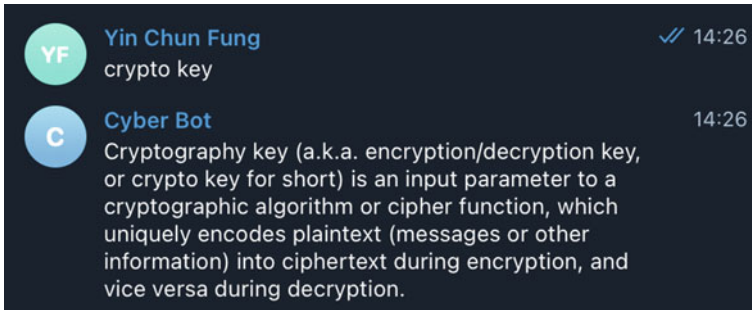 YF
Yin Chun Fung
14:26
crypto key
C
Cyber Bot
14:26
Cryptography key (a.k.a. encryption/decryption key,
or crypto key for short) is an input parameter to a
cryptographic algorithm or cipher function, which
uniquely encodes plaintext (messages or other
information) into ciphertext during encryption, and
vice versa during decryption.